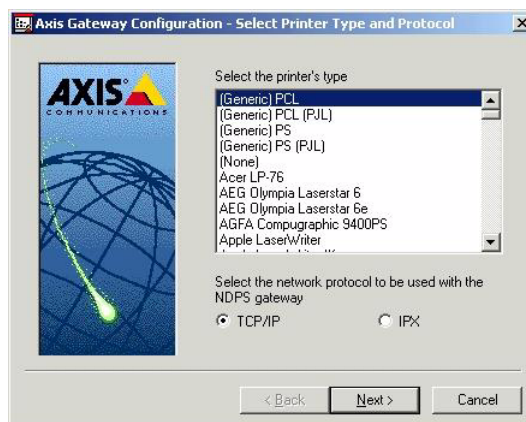 Axis Gateway Configuration - Select Printer Type and Protocol
AXIS
COMMUNICATIONS
Select the printer's type
(Generic) PCL
(Generic) PCL (PJL)
(Generic) PS
(Generic) PS (PJL)
(None)
Acer LP-76
AEG Olympia Laserstar 6
AEG Olympia Laserstar 6e
AGFA Compugraphic 9400PS
Apple LaserWriter
Select the network protocol to be used with the
NDPS gateway
TCP/IP
IPX
< Back
Next >
Cancel